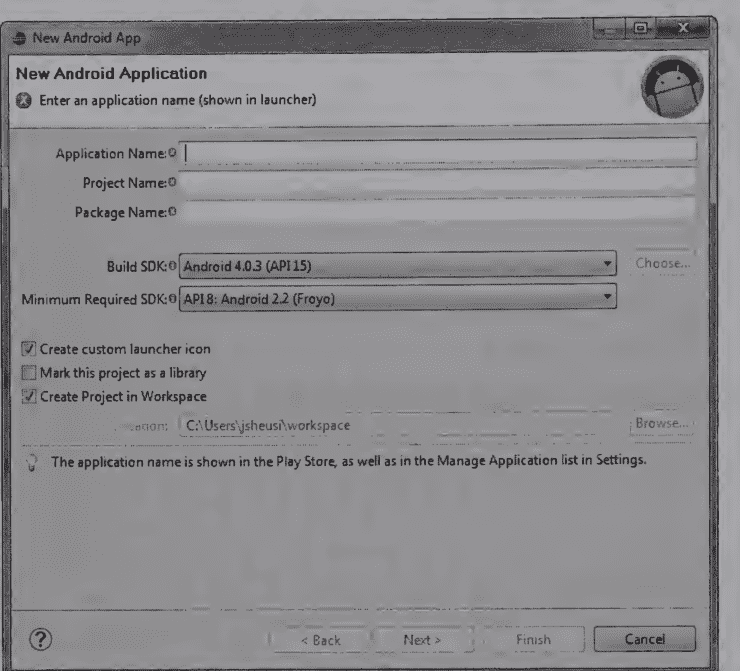 New Android App
New Android Application
Enter an application name (shown in launcher)
Application Name:
Project Name:
Package Name:
Build SDK: Android 4.0.3 (API 15) Choose...
Minimum Required SDK: API 8: Android 2.2 (Froyo)
Create custom launcher icon
Mark this project as a library
Create Project in Workspace
C:\Users\jsheusi\workspace Browse...
The application name is shown in the Play Store, as well as in the Manage Application list in Settings.
? < Back Next > Finish Cancel